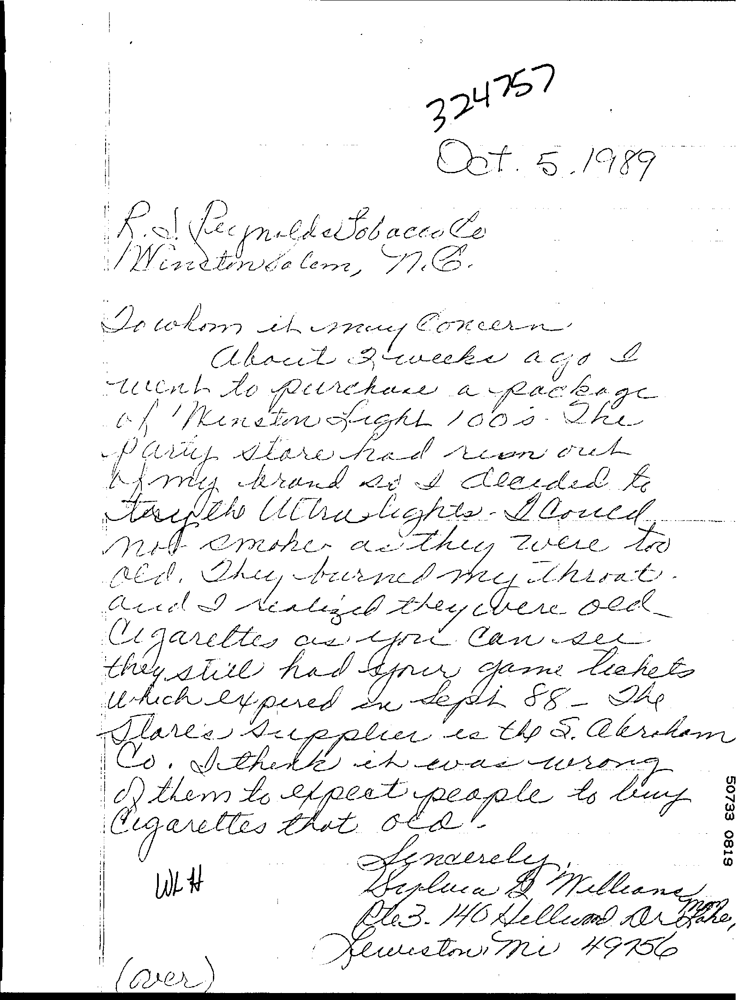 324757
Oct. 5. 1989
R. J. Reynolds Tobacco Co
Winston Salem, N.C.
To whom it may Concern
About 2 weeks ago I
went to purchase a package
of Winston Light 100's. The
party store had run out
of my brand so I decided to
try the Ultra lights - I Could
not smoke as they were too
old. They burned my throat.
and I realized they were old
Cigarettes as you Can see
they still had your game tickets
which expired in Sept 88 - The
Store's Supplier is the S. Abraham
Co. I think it was wrong
of them to expect people to buy
Cigarettes that old.
Sincerely,
D Williams
WLH
Rte 3. 140 Dr Lake,
Lewiston, Mi 49756
(over)
50733 0819